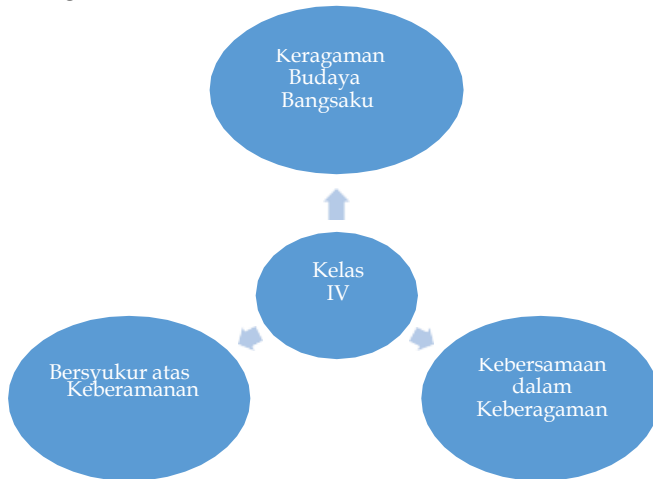 Keragaman
Budaya
Bangsaku
Kelas
IV
Bersyukur atas
Keberamanan
Kebersamaan
dalam
Keberagaman